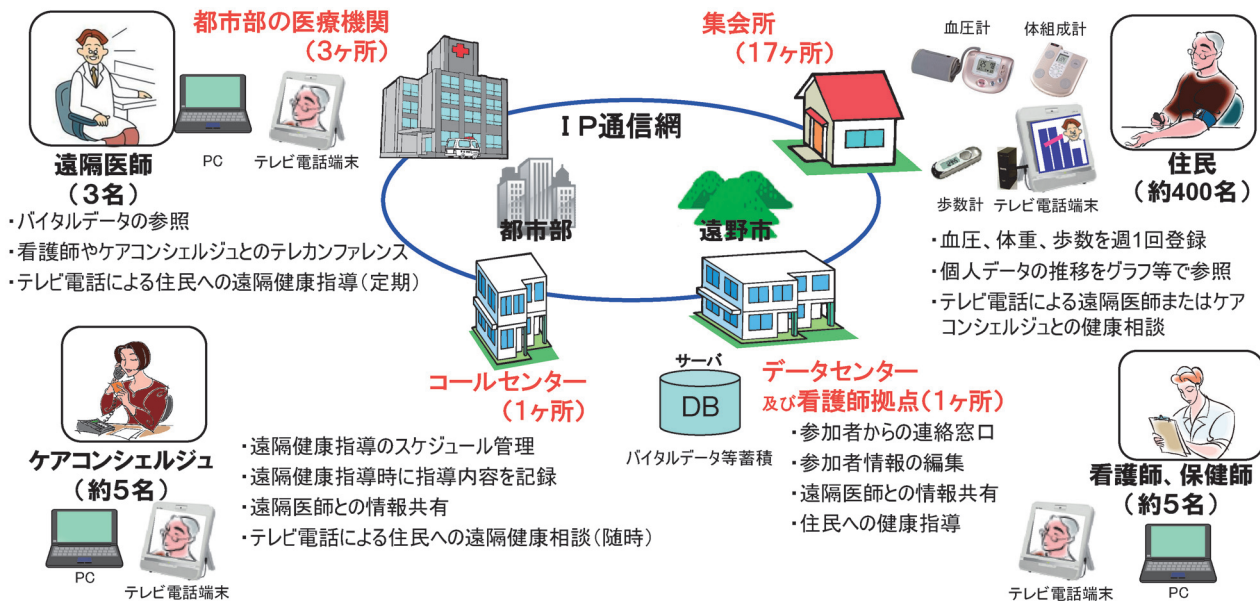 都市部の医療機関
(3ヶ所)
PC
テレビ電話端末
遠隔医師
(3名)
・バイタルデータの参照
・看護師やケアコンシェルジュとのテレカンファレンス
・テレビ電話による住民への遠隔健康指導(定期)
IP通信網
都市部
遠野市
集会所
(17ヶ所)
血圧計
体組成計
歩数計
テレビ電話端末
住民
(約400名)
・血圧、体重、歩数を週1回登録
・個人データの推移をグラフ等で参照
・テレビ電話による遠隔医師またはケア
コンシェルジュとの健康相談
コールセンター
(1ヶ所)
ケアコンシェルジュ
(約5名)
PC
テレビ電話端末
・遠隔健康指導のスケジュール管理
・遠隔健康指導時に指導内容を記録
・遠隔医師との情報共有
・テレビ電話による住民への遠隔健康相談(随時)
サーバ
DB
バイタルデータ等蓄積
データセンター
及び看護師拠点(1ヶ所)
・参加者からの連絡窓口
・参加者情報の編集
・遠隔医師との情報共有
・住民への健康指導
看護師、保健師
(約5名)
テレビ電話端末
PC